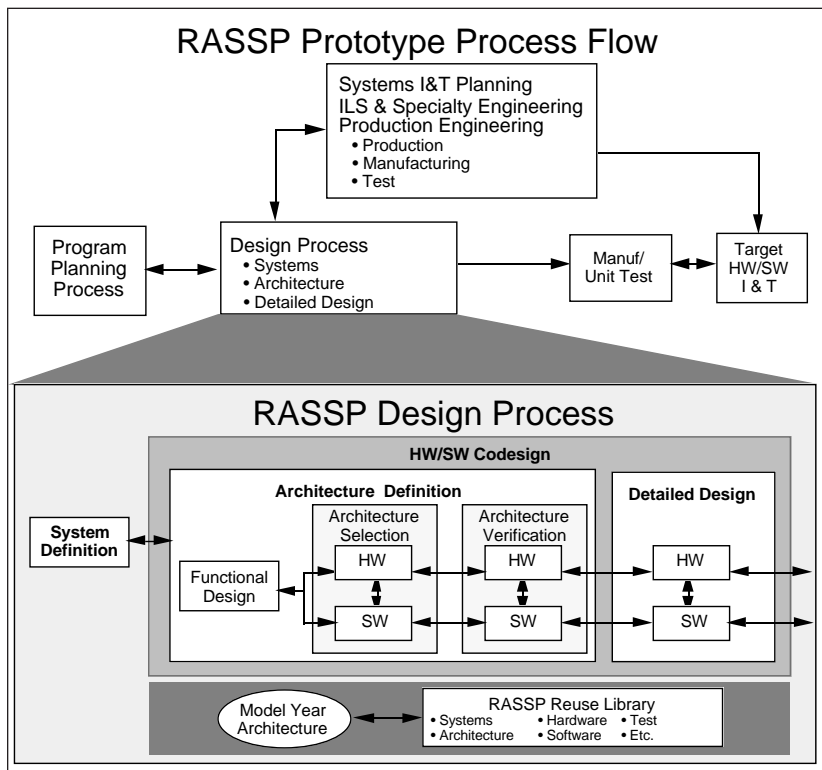 RASSP Prototype Process Flow
Systems I&T Planning
ILS & Specialty Engineering
Production Engineering
• Production
• Manufacturing
• Test
Program
Planning
Process
Design Process
• Systems
• Architecture
• Detailed Design
Manuf/
Unit Test
Target
HW/SW
I & T
RASSP Design Process
HW/SW Codesign
Architecture Definition
Detailed Design
System
Definition
Functional
Design
Architecture
Selection
HW
SW
Architecture
Verification
HW
SW
HW
SW
Model Year
Architecture
RASSP Reuse Library
• Systems • Hardware • Test
• Architecture • Software • Etc.